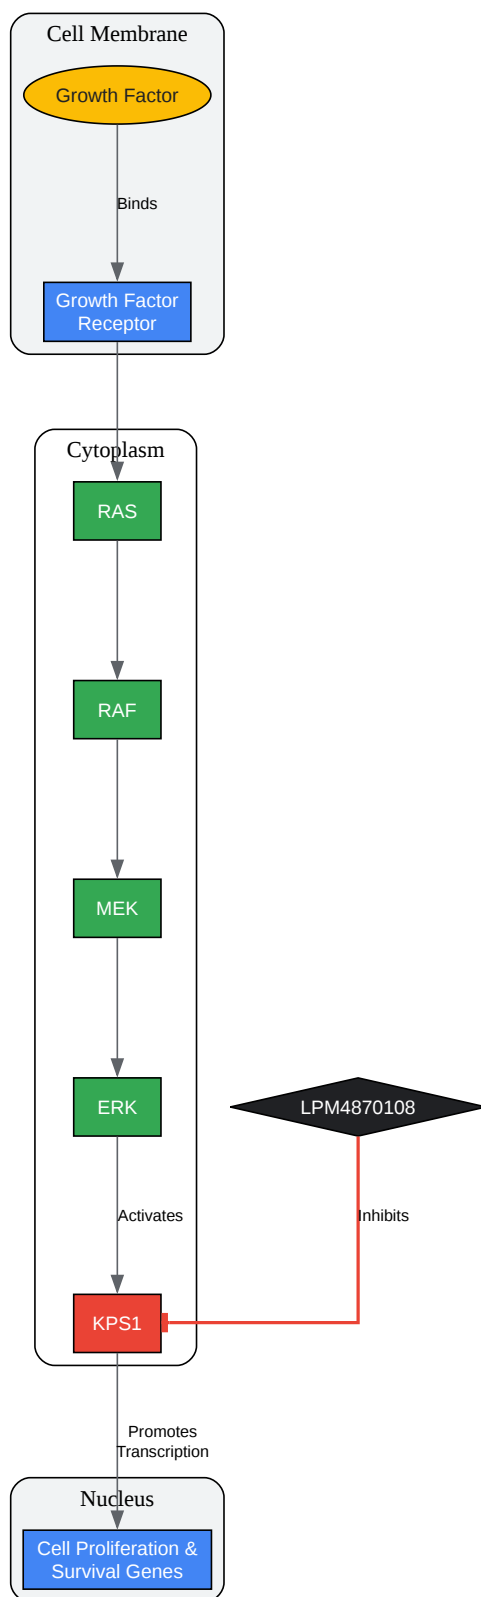 Cell Membrane
Growth Factor
Binds
Growth Factor
Receptor
Cytoplasm
RAS
RAF
MEK
ERK
LPM4870108
Activates
Inhibits
KPS1
Promotes
Transcription
Nucleus
Cell Proliferation &
Survival Genes